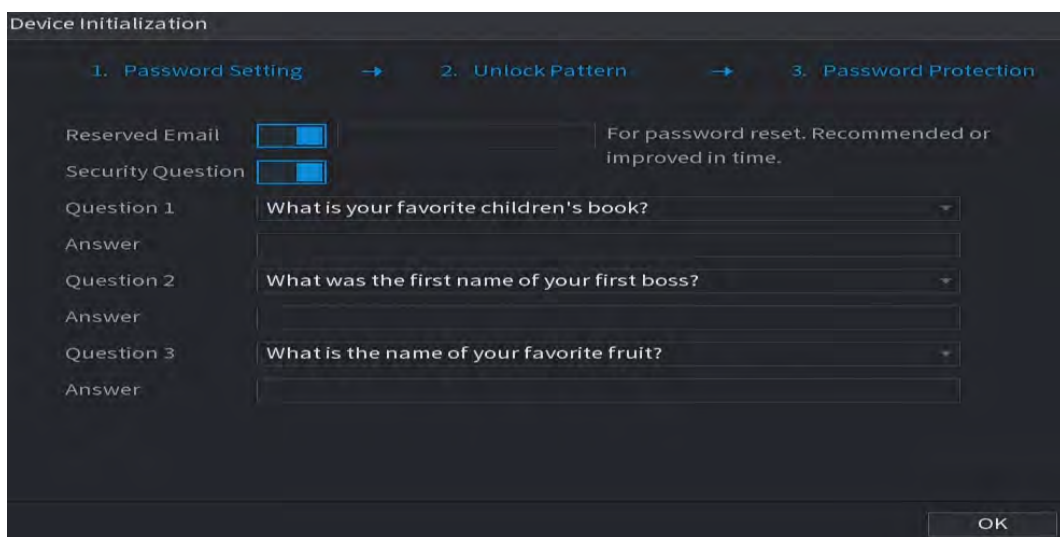 Device Initialization
1. Password Setting → 2. Unlock Pattern → 3. Password Protection
Reserved Email For password reset. Recommended or
improved in time.
Security Question
Question 1 What is your favorite children's book?
Answer
Question 2 What was the first name of your first boss?
Answer
Question 3 What is the name of your favorite fruit?
Answer
OK